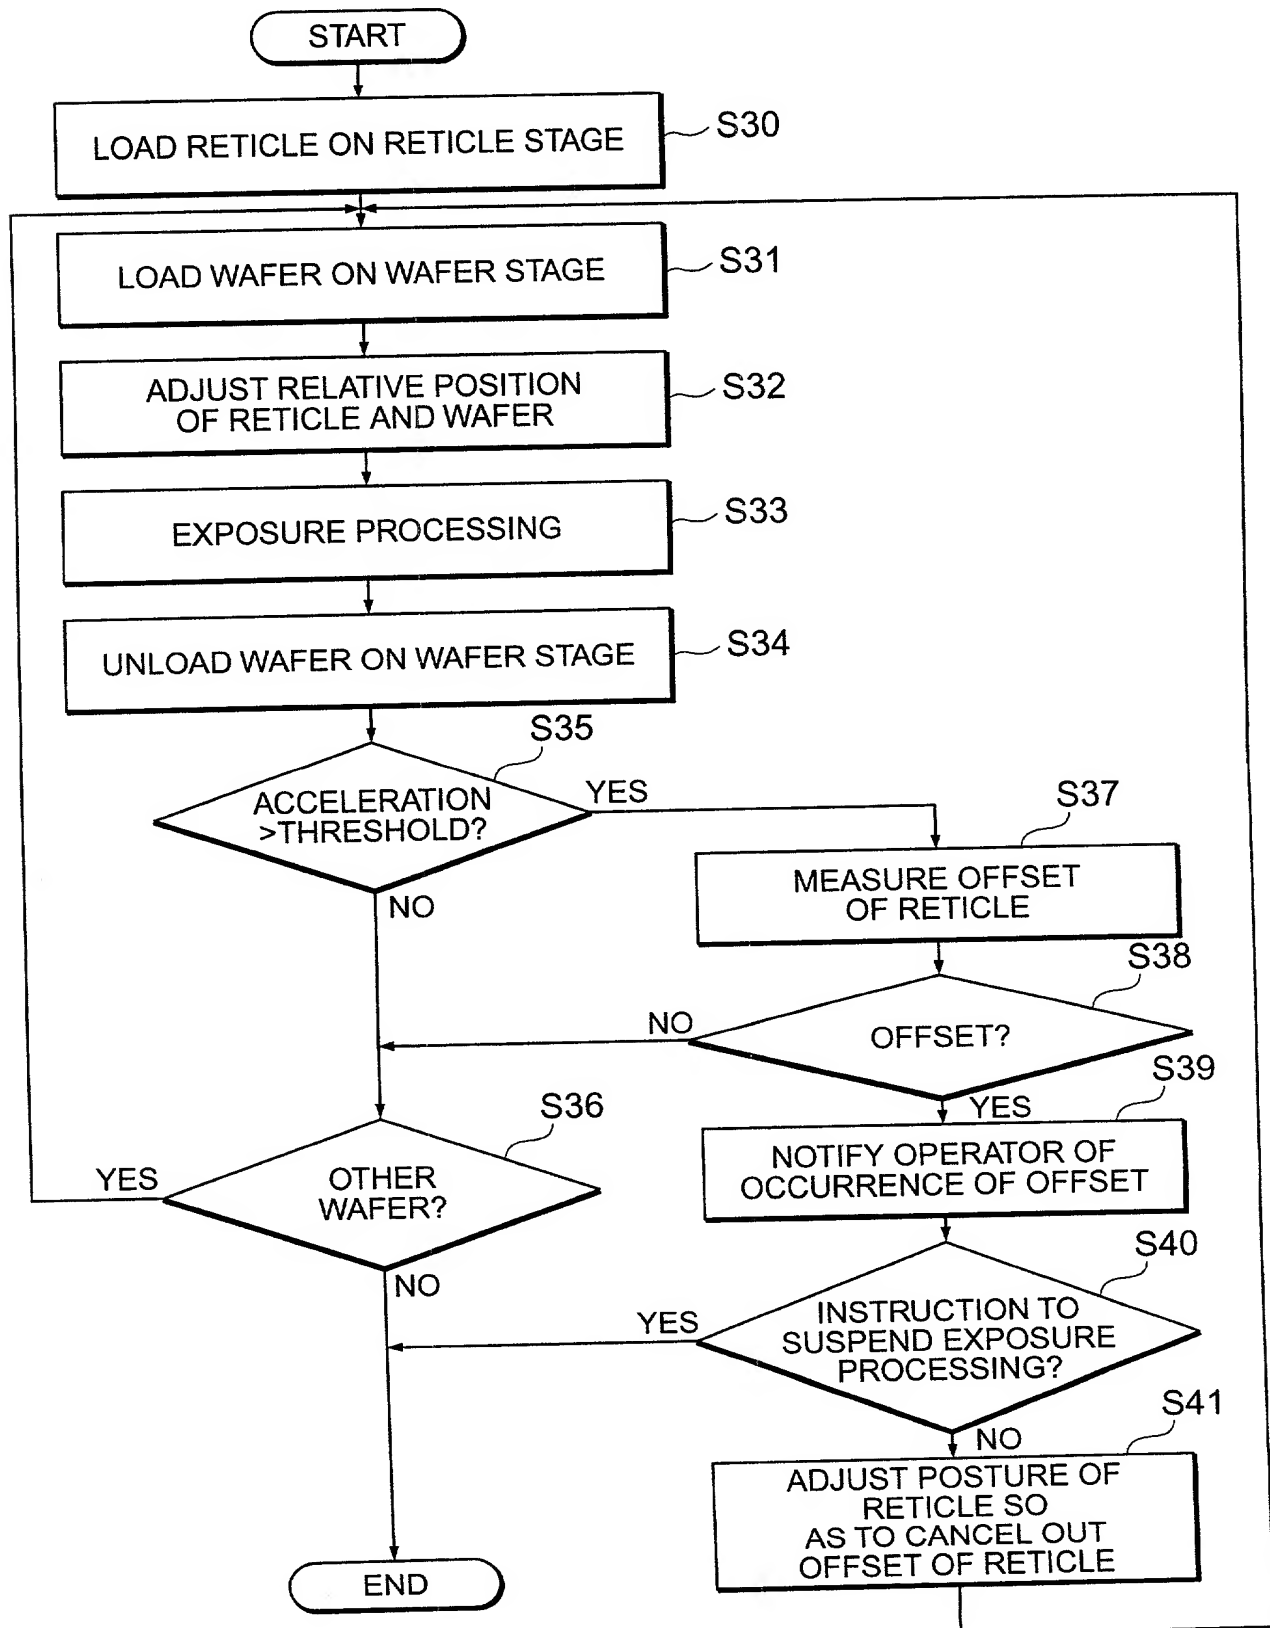 START
LOAD RETICLE ON RETICLE STAGE
S30
LOAD WAFER ON WAFER STAGE
S31
ADJUST RELATIVE POSITION
OF RETICLE AND WAFER
S32
EXPOSURE PROCESSING
S33
UNLOAD WAFER ON WAFER STAGE
S34
S35
ACCELERATION
>THRESHOLD?
YES
NO
S37
MEASURE OFFSET
OF RETICLE
S38
OFFSET?
NO
YES
S39
NOTIFY OPERATOR OF
OCCURRENCE OF OFFSET
S36
OTHER
WAFER?
YES
NO
S40
INSTRUCTION TO
SUSPEND EXPOSURE
PROCESSING?
YES
NO
S41
ADJUST POSTURE OF
RETICLE SO
AS TO CANCEL OUT
OFFSET OF RETICLE
END